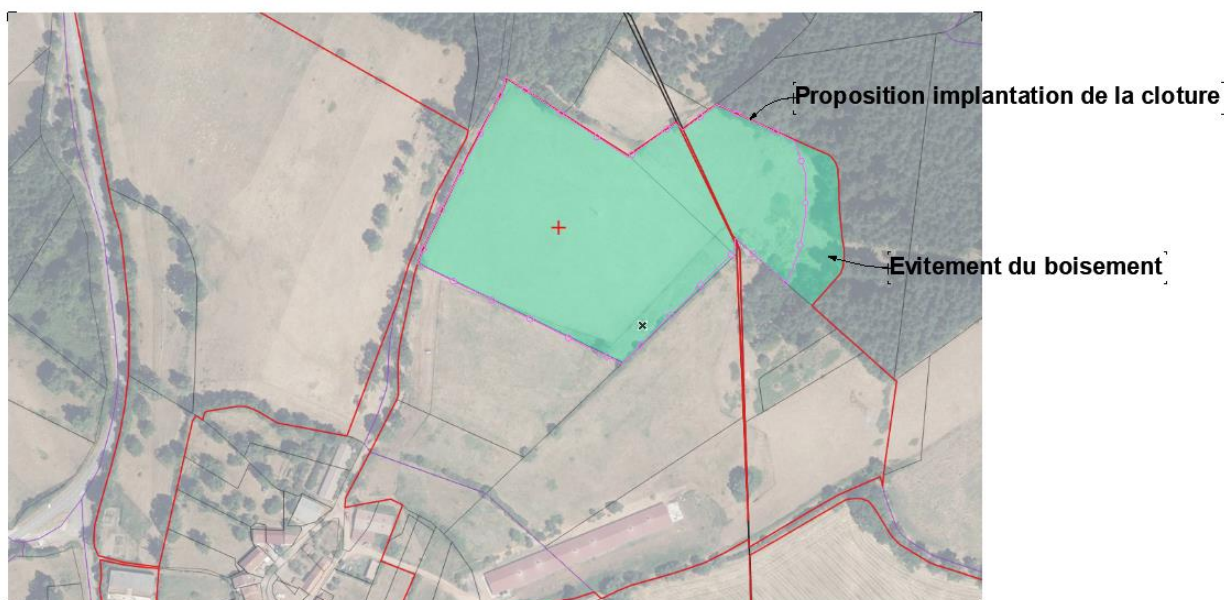 Proposition implantation de la cloture
Evitement du boisement